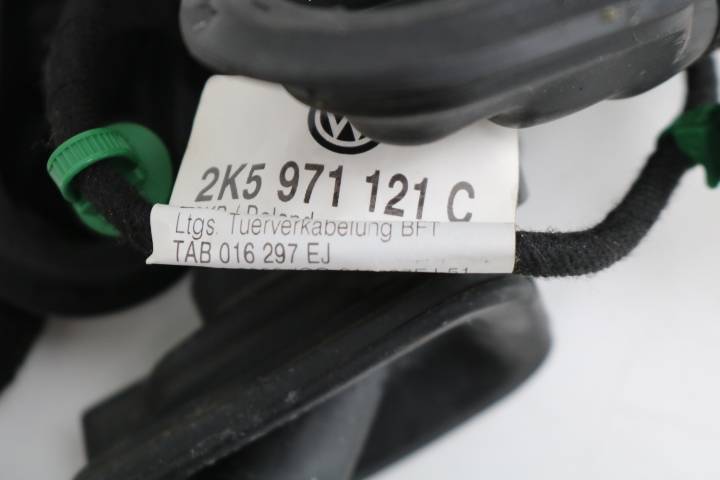 2K5 971 121 C
Ltgs. Tuerverkabelung BFT
TAB 016 297 EJ